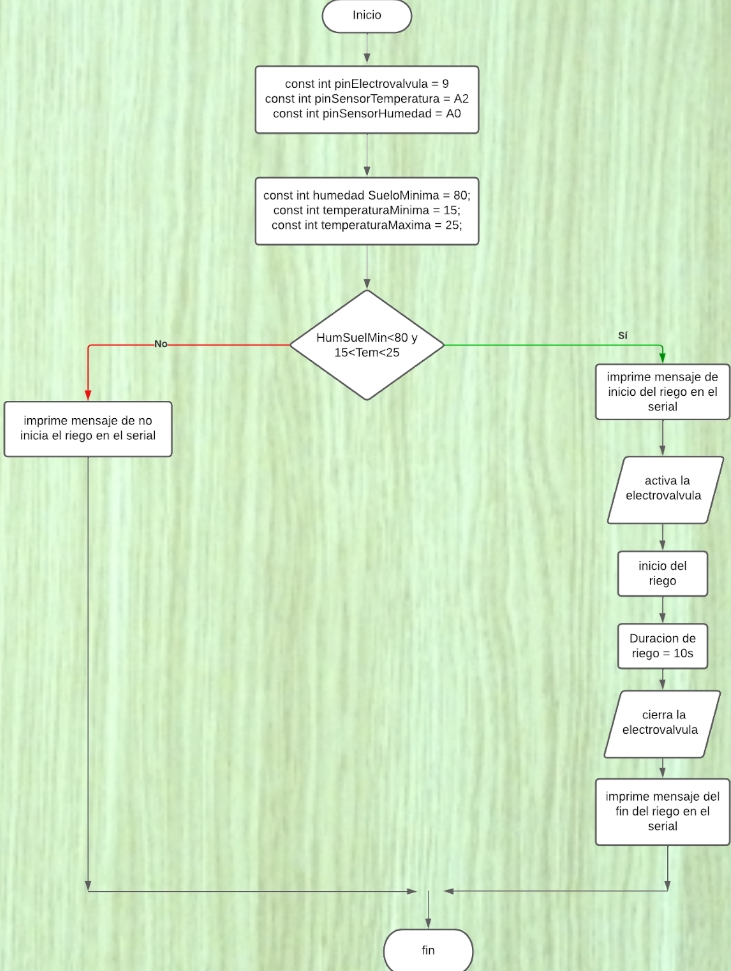 Inicio
const int pinElectrovalvula = 9
const int pinSensorTemperatura = A2
const int pinSensorHumedad = A0
const int humedad SueloMinima = 80;
const int temperaturaMinima = 15;
const int temperaturaMaxima = 25;
HumSuelMin<80 y
15<Tem<25
No
Sí
imprime mensaje de no
inicia el riego en el serial
imprime mensaje de
inicio del riego en el
serial
activa la
electrovalvula
inicio del
riego
Duracion de
riego = 10s
cierra la
electrovalvula
imprime mensaje del
fin del riego en el
serial
fin